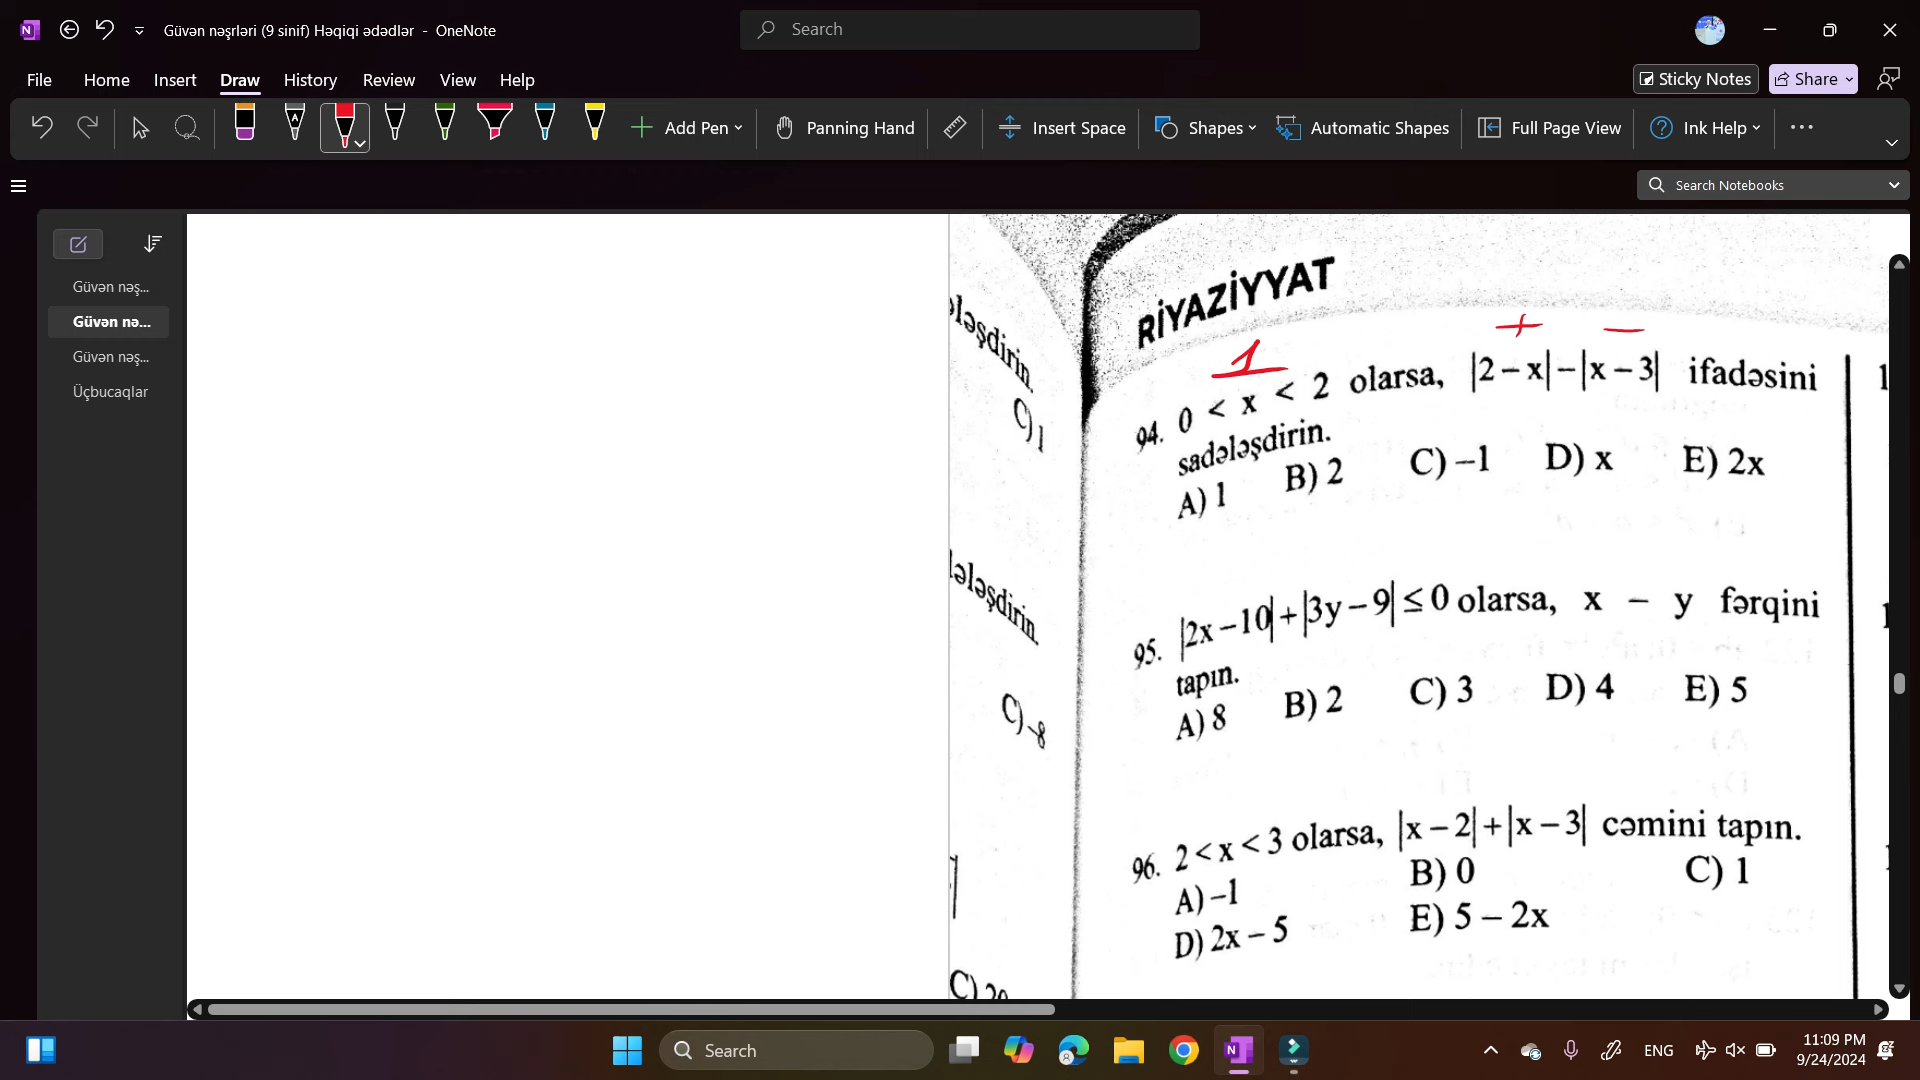 Güvən nəşrləri (9 sinif) Həqiqi ədədlər - OneNote
Search
File Home Insert Draw History Review View Help
Sticky Notes Share
Add Pen Panning Hand Insert Space Shapes Automatic Shapes Full Page View Ink Help
Search Notebooks
Güvən nəş...
Güvən nə...
Güvən nəş...
Üçbucaqlar
ələşdirin.
C) 1
ələşdirin.
C) -8
RİYAZİYYAT
1 + −
94. 0 < x < 2 olarsa, |2 − x| − |x − 3| ifadəsini
sadələşdirin.
A) 1 B) 2 C) −1 D) x E) 2x
95. |2x − 10| + |3y − 9| ≤ 0 olarsa, x − y fərqini
tapın.
A) 8 B) 2 C) 3 D) 4 E) 5
96. 2 < x < 3 olarsa, |x − 2| + |x − 3| cəmini tapın.
A) −1 B) 0 C) 1
D) 2x − 5 E) 5 − 2x
Search
ENG
11:09 PM
9/24/2024